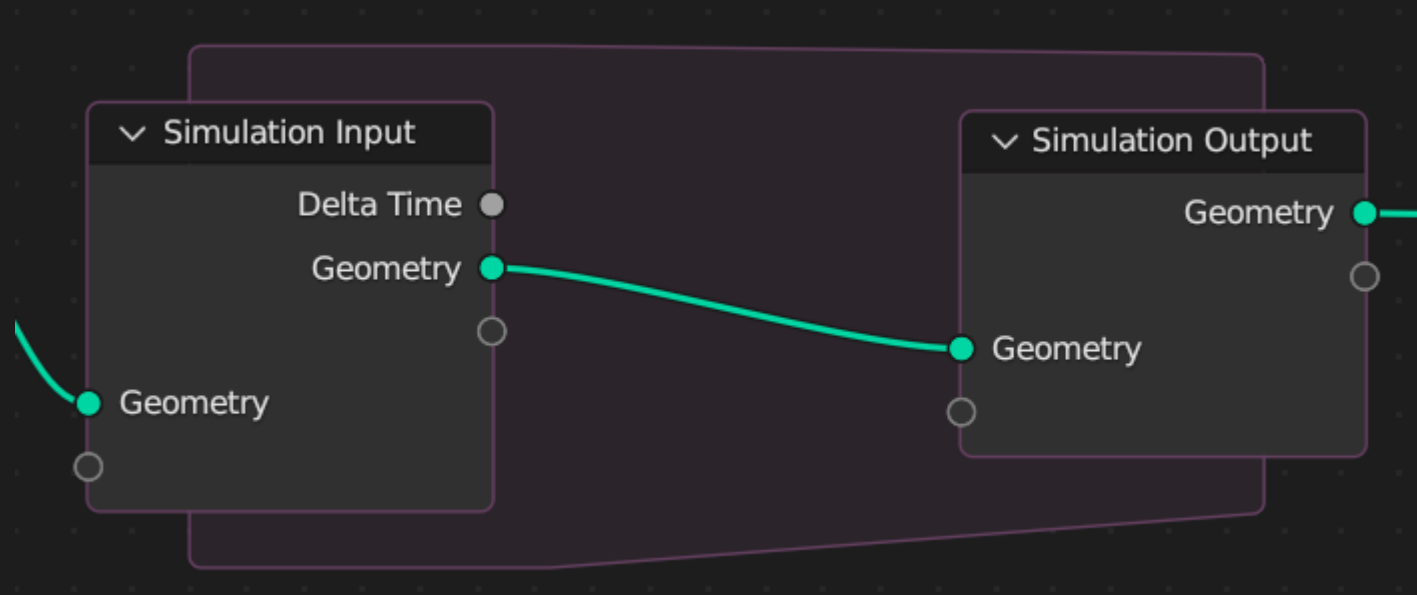 Simulation Input
Delta Time
Geometry
Geometry
Simulation Output
Geometry
Geometry